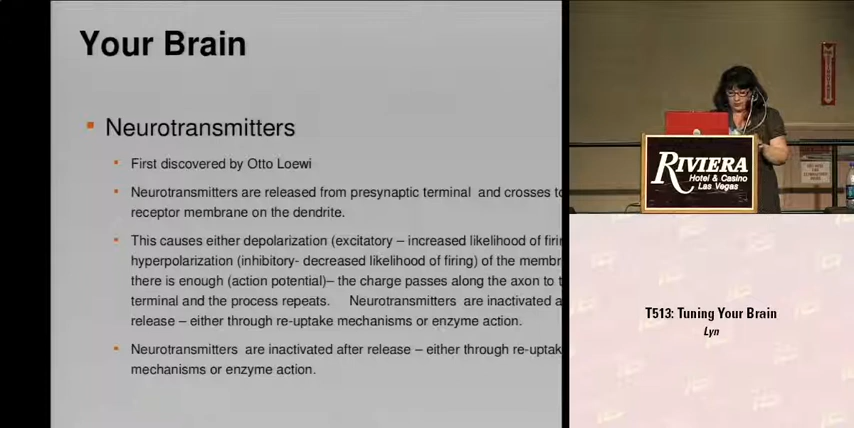 Your Brain
Neurotransmitters
First discovered by Otto Loewi
Neurotransmitters are released from presynaptic terminal and crosses to
receptor membrane on the dendrite.
This causes either depolarization (excitatory – increased likelihood of firi
hyperpolarization (inhibitory- decreased likelihood of firing) of the membr
there is enough (action potential)– the charge passes along the axon to t
terminal and the process repeats. Neurotransmitters are inactivated a
release – either through re-uptake mechanisms or enzyme action.
Neurotransmitters are inactivated after release – either through re-uptak
mechanisms or enzyme action.
RIVIERA
Hotel & Casino
Las Vegas
T513: Tuning Your Brain
Lyn